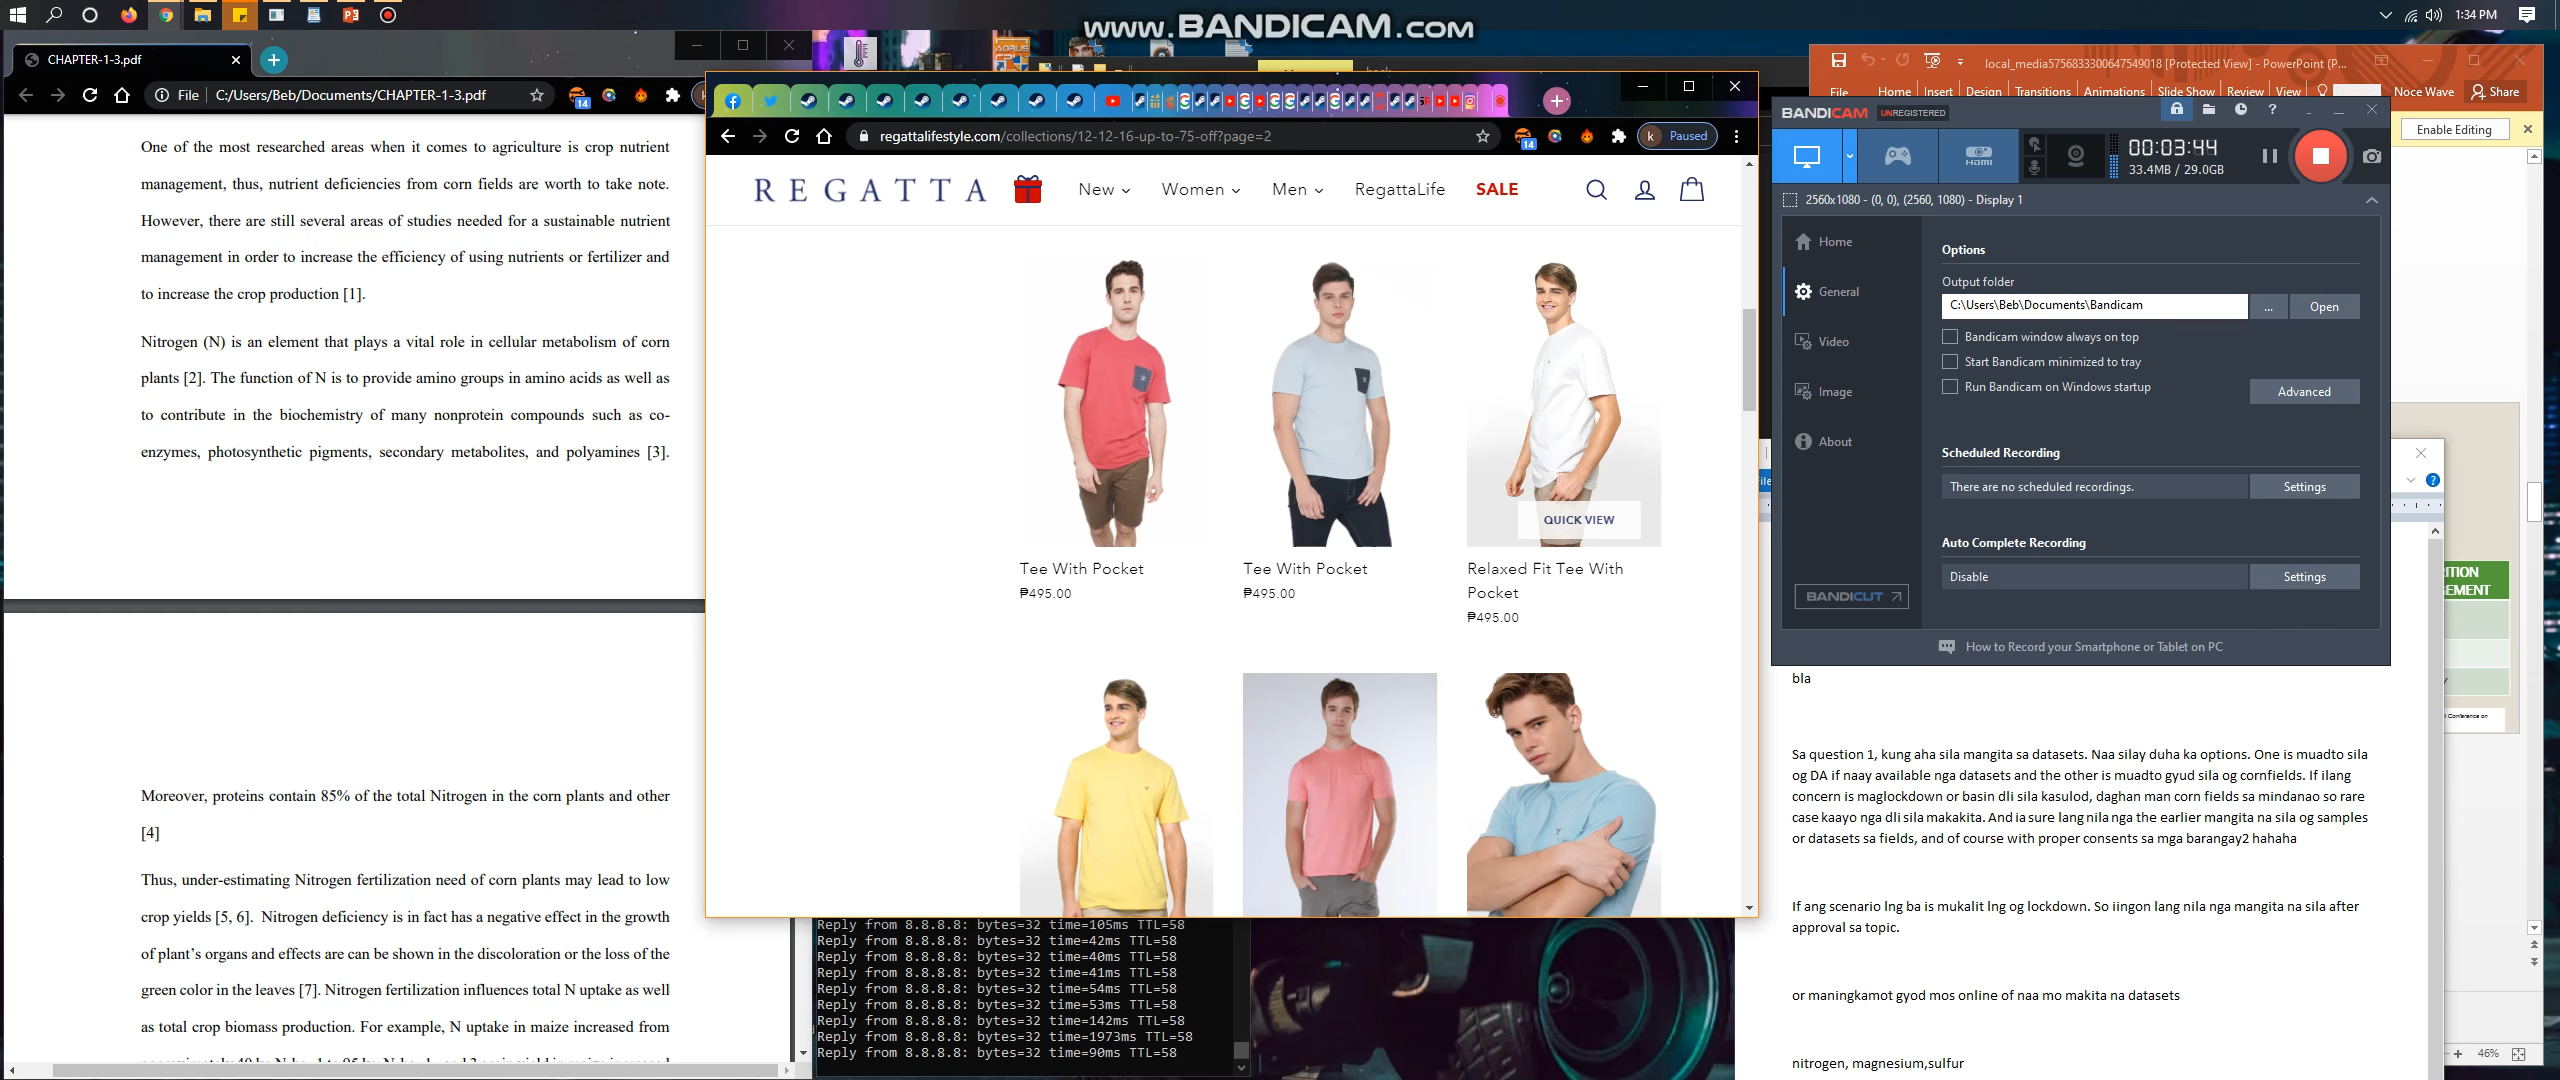 1:34 PM
www.BANDICAM.com
CHAPTER-1-3.pdf
File
C:/Users/Beb/Documents/CHAPTER-1-3.pdf
14
One of the most researched areas when it comes to agriculture is crop nutrient
management, thus, nutrient deficiencies from corn fields are worth to take note.
However, there are still several areas of studies needed for a sustainable nutrient
management in order to increase the efficiency of using nutrients or fertilizer and
to increase the crop production [1].
Nitrogen (N) is an element that plays a vital role in cellular metabolism of corn
plants [2]. The function of N is to provide amino groups in amino acids as well as
to contribute in the biochemistry of many nonprotein compounds such as co-
enzymes, photosynthetic pigments, secondary metabolites, and polyamines [3].
Moreover, proteins contain 85% of the total Nitrogen in the corn plants and other
[4]
Thus, under-estimating Nitrogen fertilization need of corn plants may lead to low
crop yields [5, 6]. Nitrogen deficiency is in fact has a negative effect in the growth
of plant's organs and effects are can be shown in the discoloration or the loss of the
green color in the leaves [7]. Nitrogen fertilization influences total N uptake as well
as total crop biomass production. For example, N uptake in maize increased from
regattalifestyle.com/collections/12-12-16-up-to-75-off?page=2
14
k Paused
REGATTA
New
Women
Men
RegattaLife
SALE
QUICK VIEW
Tee With Pocket
₱495.00
Tee With Pocket
₱495.00
Relaxed Fit Tee With
Pocket
₱495.00
Reply from 8.8.8.8: bytes=32 time=105ms TTL=58
Reply from 8.8.8.8: bytes=32 time=42ms TTL=58
Reply from 8.8.8.8: bytes=32 time=40ms TTL=58
Reply from 8.8.8.8: bytes=32 time=41ms TTL=58
Reply from 8.8.8.8: bytes=32 time=54ms TTL=58
Reply from 8.8.8.8: bytes=32 time=53ms TTL=58
Reply from 8.8.8.8: bytes=32 time=142ms TTL=58
Reply from 8.8.8.8: bytes=32 time=1973ms TTL=58
Reply from 8.8.8.8: bytes=32 time=90ms TTL=58
local_media5756833300647549018 [Protected View] - PowerPoint (P...
File Home Insert Design Transitions Animations Slide Show Review View
Noce Wave
Share
Enable Editing
BANDICAM UNREGISTERED
HDMI
00:03:44
33.4MB / 29.0GB
2560x1080 - (0, 0), (2560, 1080) - Display 1
Home
General
Video
Image
About
BANDICUT
Options
Output folder
C:\Users\Beb\Documents\Bandicam
...
Open
Bandicam window always on top
Start Bandicam minimized to tray
Run Bandicam on Windows startup
Advanced
Scheduled Recording
There are no scheduled recordings.
Settings
Auto Complete Recording
Disable
Settings
How to Record your Smartphone or Tablet on PC
bla
Sa question 1, kung aha sila mangita sa datasets. Naa silay duha ka options. One is muadto sila
og DA if naay available nga datasets and the other is muadto gyud sila og cornfields. If ilang
concern is maglockdown or basin dli sila kasulod, daghan man corn fields sa mindanao so rare
case kaayo nga dli sila makakita. And ia sure lang nila nga the earlier mangita na sila og samples
or datasets sa fields, and of course with proper consents sa mga barangay2 hahaha
If ang scenario lng ba is mukalit lng og lockdown. So iingon lang nila nga mangita na sila after
approval sa topic.
or maningkamot gyod mos online of naa mo makita na datasets
nitrogen, magnesium,sulfur
46%